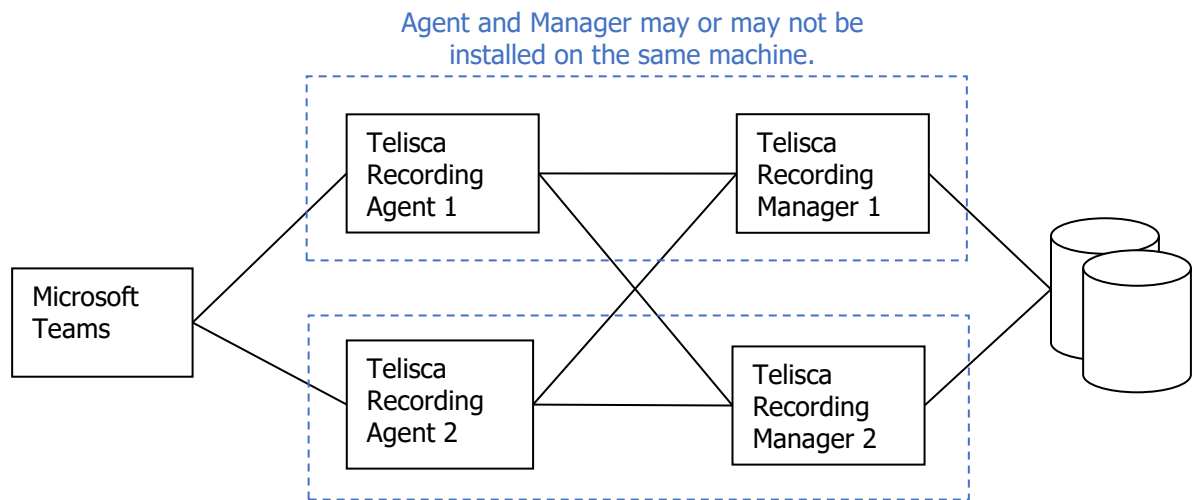 Agent and Manager may or may not be
installed on the same machine.
Telisca
Recording
Agent 1
Telisca
Recording
Manager 1
Microsoft
Teams
Telisca
Recording
Agent 2
Telisca
Recording
Manager 2